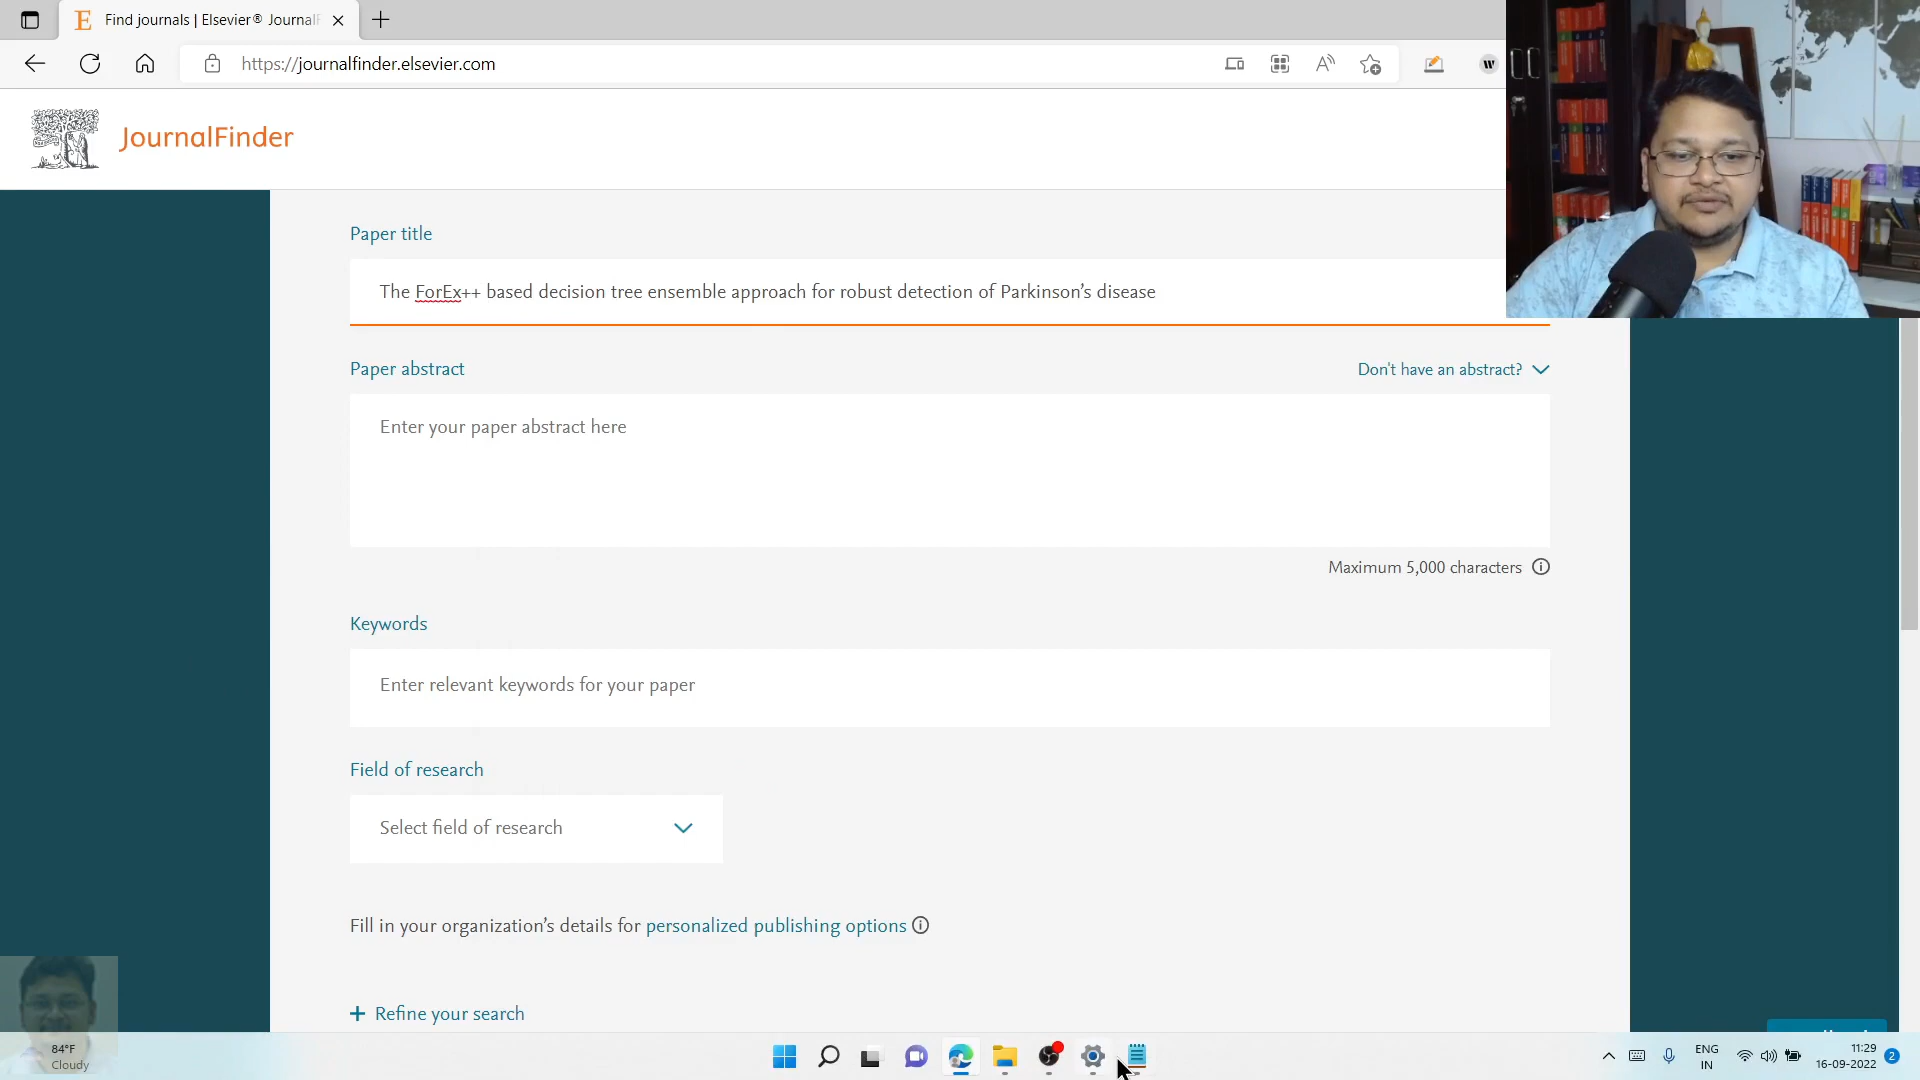 Find journals | Elsevier® JournalF
https://journalfinder.elsevier.com
W
JournalFinder
Paper title
The ForEx++ based decision tree ensemble approach for robust detection of Parkinson's disease
Paper abstract
Don't have an abstract?
Enter your paper abstract here
Maximum 5,000 characters
Keywords
Enter relevant keywords for your paper
Field of research
Select field of research
Fill in your organization's details for personalized publishing options
+ Refine your search
84°F
Cloudy
ENG
IN
11:29
16-09-2022
2